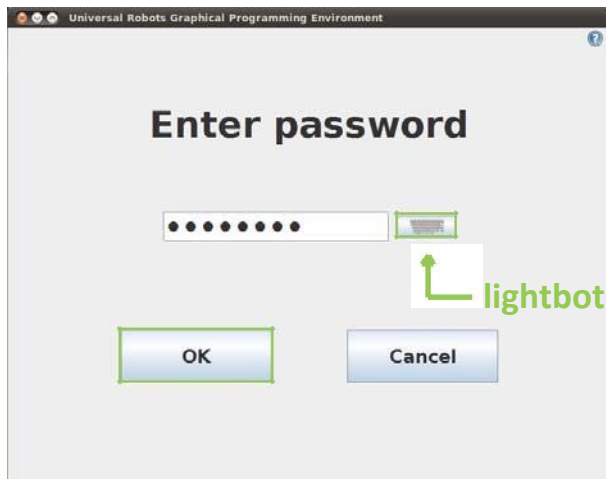 Universal Robots Graphical Programming Environment
?
Enter password
••••••••
lightbot
OK
Cancel